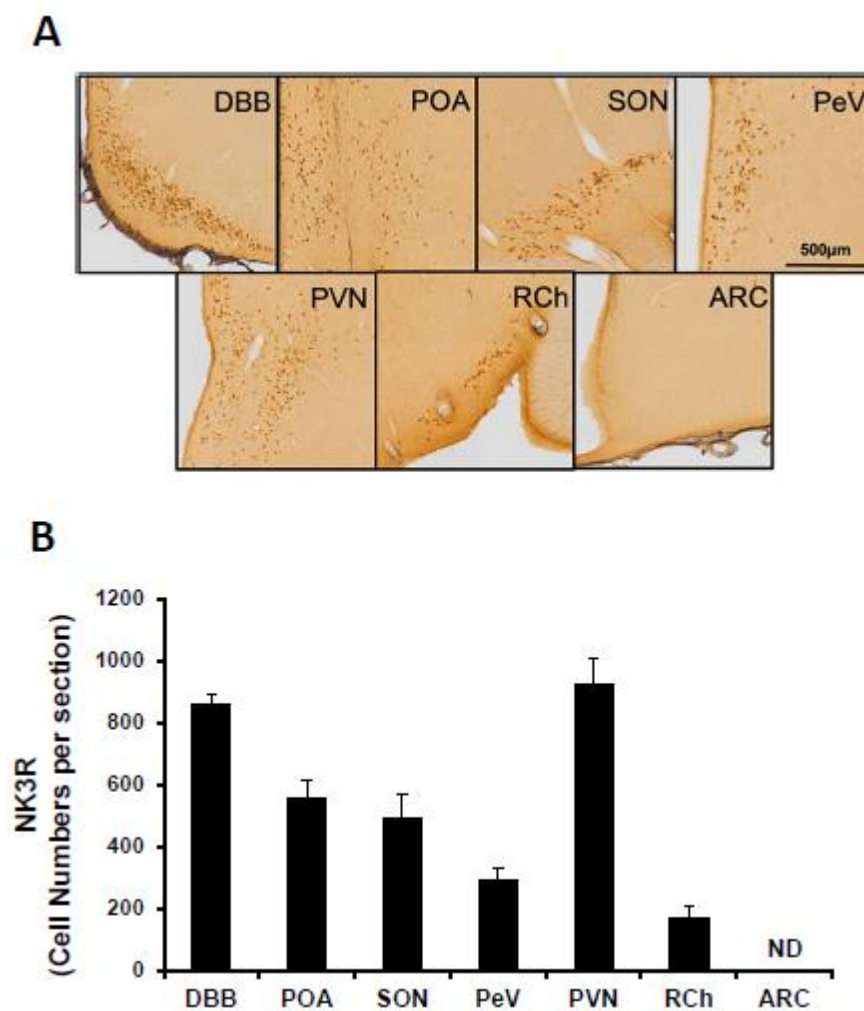 A
DBB POA SON PeV
500µm
PVN RCh ARC
B
NK3R
(Cell Numbers per section)
1200
1000
800
600
400
200
0
ND
DBB POA SON PeV PVN RCh ARC